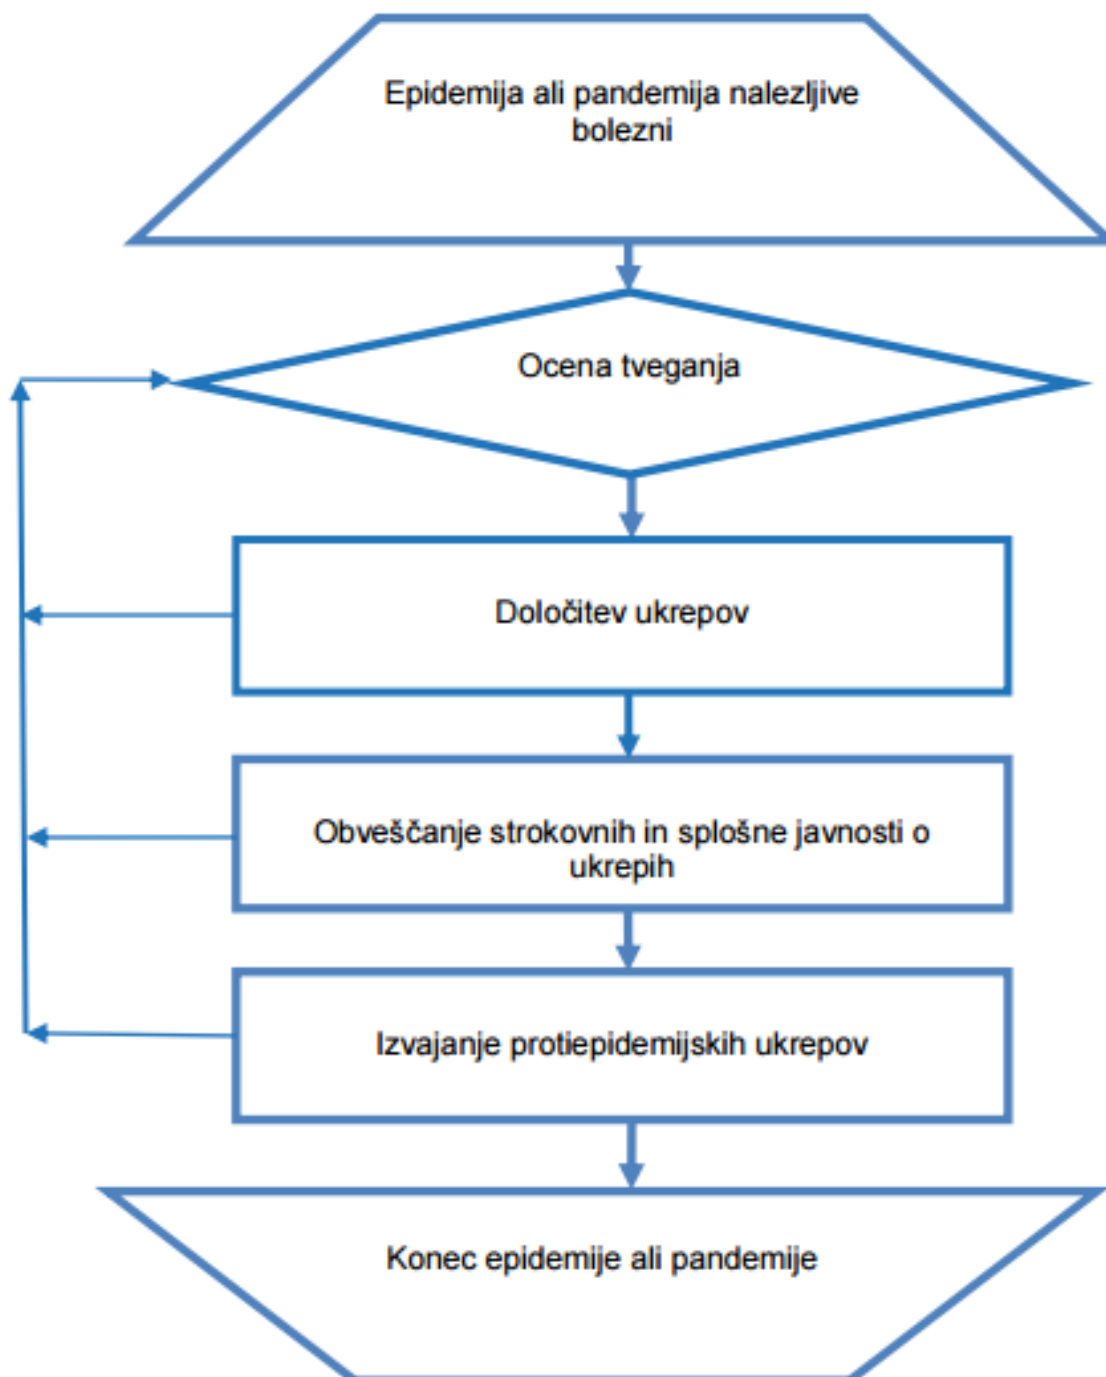 Epidemija ali pandemija nalezljive
bolezni
Ocena tveganja
Določitev ukrepov
Obveščanje strokovnih in splošne javnosti o
ukrepih
Izvajanje protiepidemijskih ukrepov
Konec epidemije ali pandemije